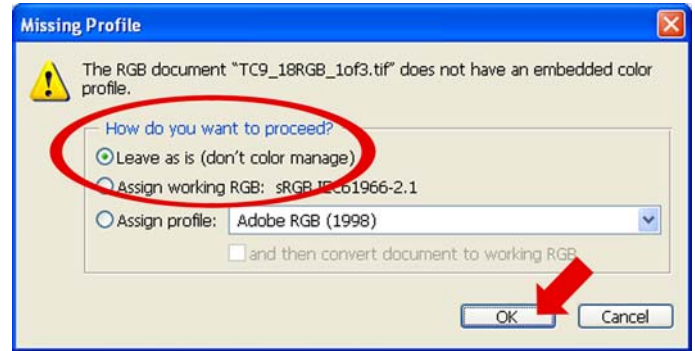 Missing Profile
The RGB document "TC9_18RGB_1of3.tif" does not have an embedded color
profile.
How do you want to proceed?
Leave as is (don't color manage)
Assign working RGB: sRGB IEC61966-2.1
Assign profile: Adobe RGB (1998)
and then convert document to working RGB
OK Cancel